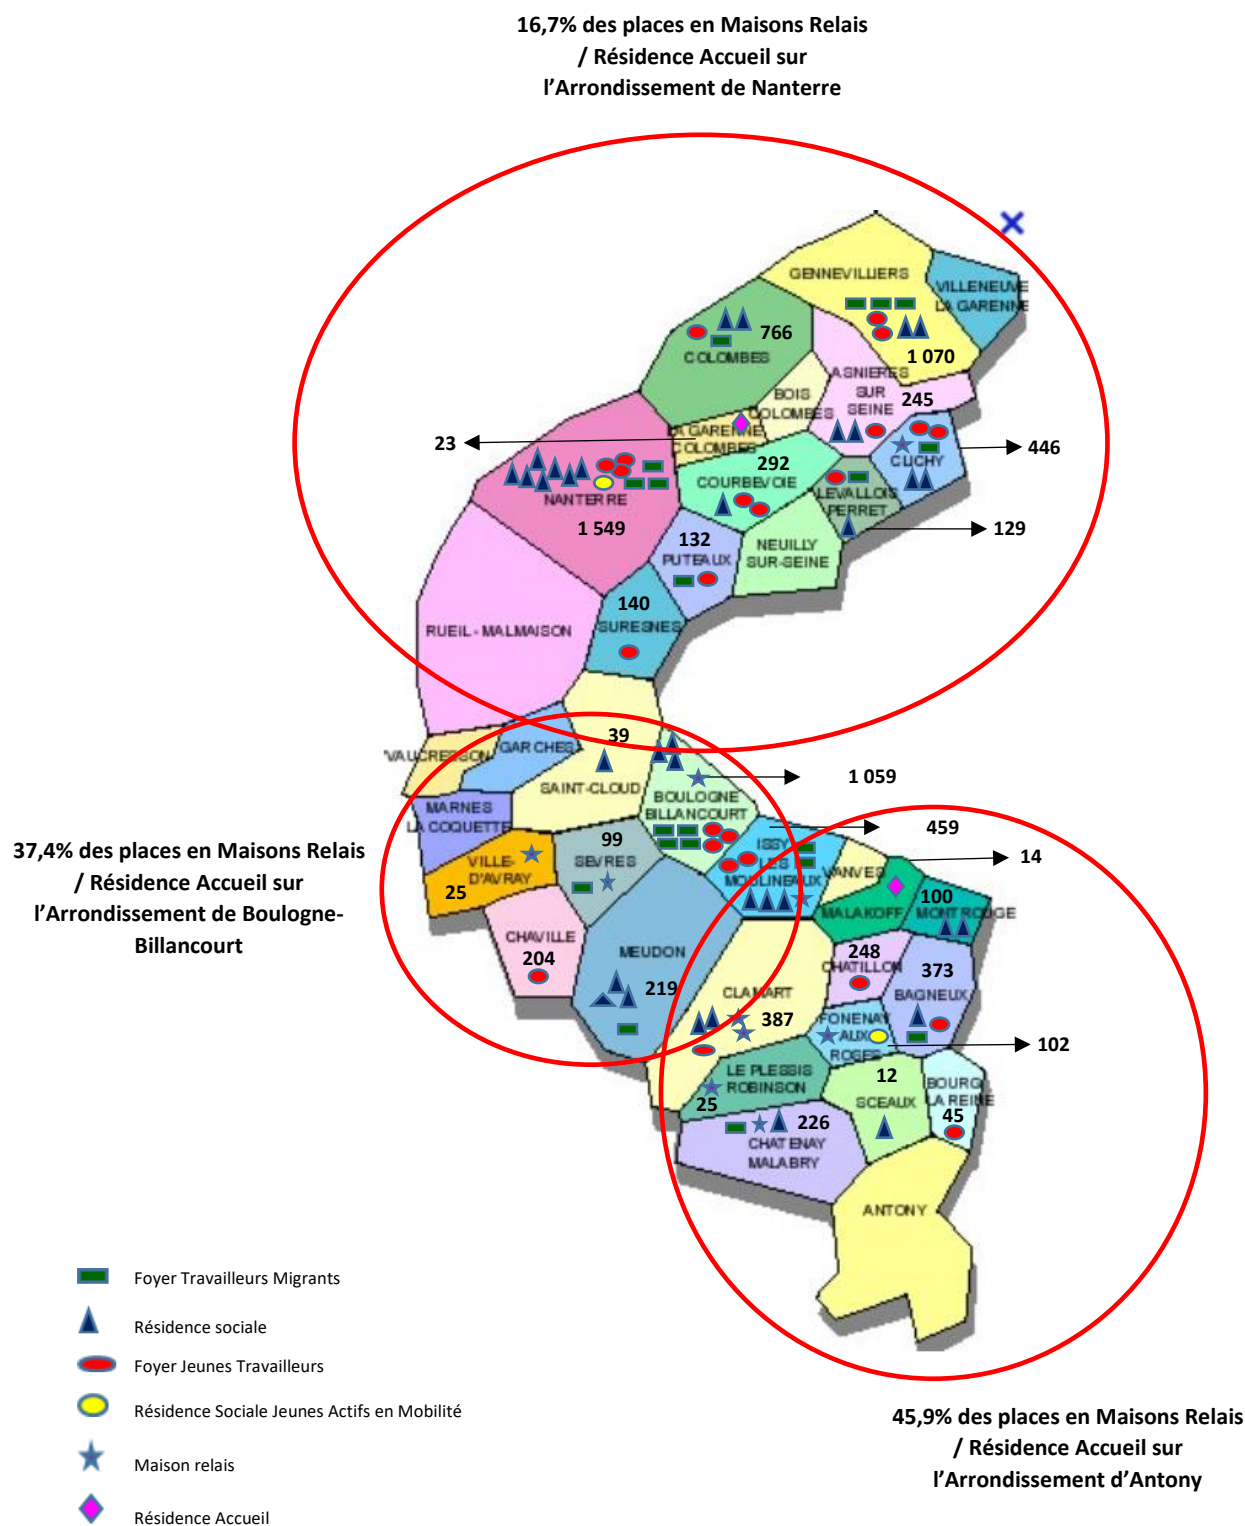 16,7% des places en Maisons Relais
/ Résidence Accueil sur
l'Arrondissement de Nanterre
GENNEVILLIERS
VILLENEUVE
LA GARENNE
766
COLOMBES
1 070
ASNIERES
SUR
SEINE
245
BOIS
COLOMBES
LA GARENNE
COLOMBES
23
446
CLICHY
292
COURBEVOIE
LEVALLOIS
PERRET
129
NANTERRE
1 549
132
PUTEAUX
NEUILLY
SUR-SEINE
140
SURESNES
RUEIL - MALMAISON
39
VAUCRESSON
GARCHES
SAINT-CLOUD
1 059
BOULOGNE
BILLANCOURT
MARNES
LA COQUETTE
459
37,4% des places en Maisons Relais
/ Résidence Accueil sur
l'Arrondissement de Boulogne-
Billancourt
99
SEVRES
ISSY
LES
MOULINEAUX
14
VANVES
VILLE-
D'AVRAY
25
MALAKOFF
100
MONTROUGE
CHAVILLE
204
MEUDON
219
248
CHATILLON
373
BAGNEUX
CLAMART
387
FONENAY
AUX
ROSES
102
LE PLESSIS
ROBINSON
25
12
SCEAUX
BOURG
LA REINE
45
226
CHATENAY
MALABRY
ANTONY
Foyer Travailleurs Migrants
Résidence sociale
Foyer Jeunes Travailleurs
Résidence Sociale Jeunes Actifs en Mobilité
Maison relais
Résidence Accueil
45,9% des places en Maisons Relais
/ Résidence Accueil sur
l'Arrondissement d'Antony